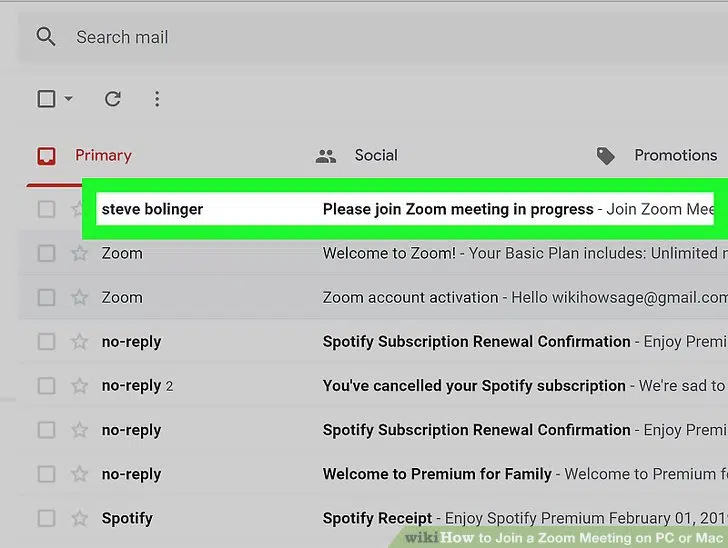 Search mail
Primary Social Promotions
steve bolinger Please join Zoom meeting in progress - Join Zoom Mee
Zoom Welcome to Zoom! - Your Basic Plan includes: Unlimited
Zoom Zoom account activation - Hello wikihowsage@gmail.com
no-reply Spotify Subscription Renewal Confirmation - Enjoy Premi
no-reply 2 You've cancelled your Spotify subscription - We're sad to
no-reply Spotify Subscription Renewal Confirmation - Enjoy Premi
no-reply Welcome to Premium for Family - Welcome to Premium f
Spotify Spotify Receipt - Enjoy Spotify Premium February 01, 201
wikiHow to Join a Zoom Meeting on PC or Mac